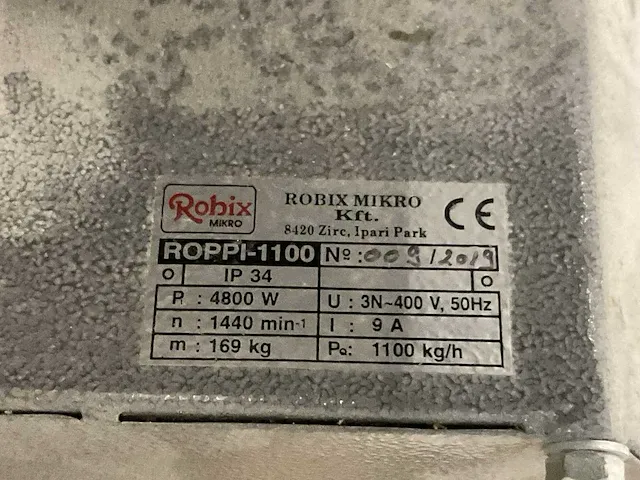 Robix
MIKRO
ROBIX MIKRO
Kft.
8420 Zirc, Ipari Park
CE
ROPPI-1100
Nº : 009/2019
IP 34
P : 4800 W
U : 3N~400 V, 50Hz
n : 1440 min-1
I : 9 A
m : 169 kg
PQ: 1100 kg/h